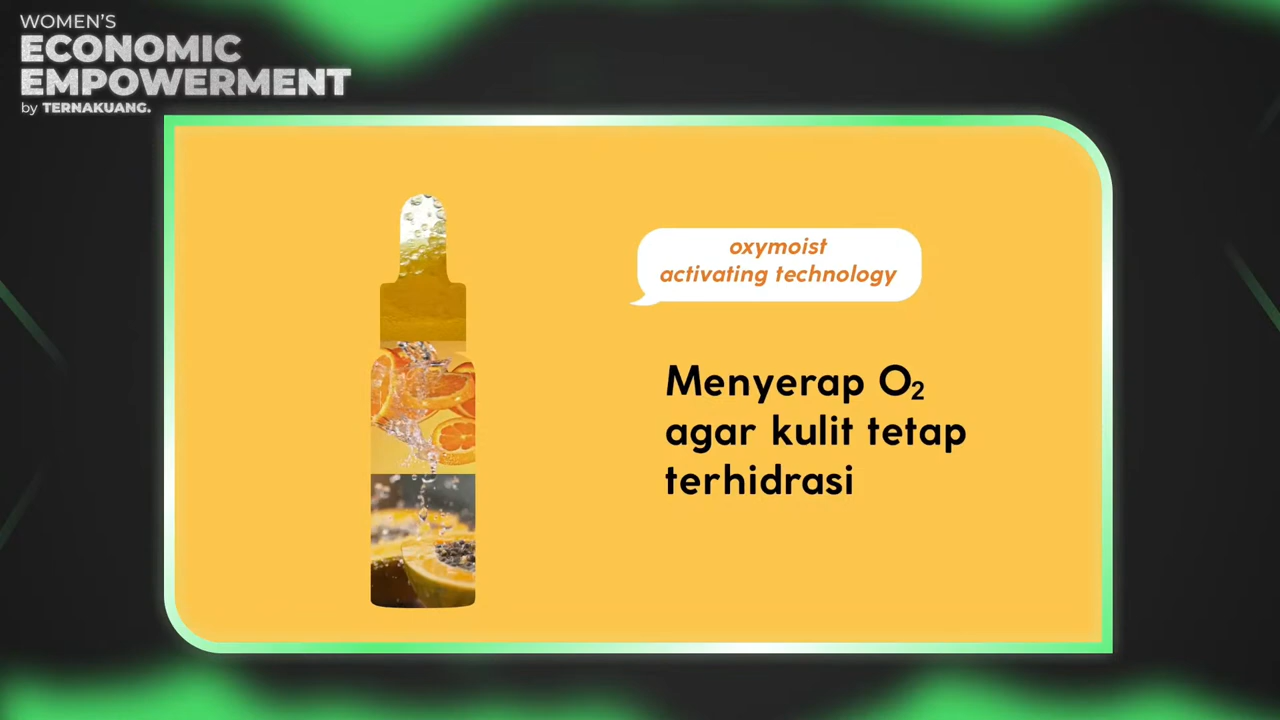 WOMEN'S
ECONOMIC
EMPOWERMENT
by TERNAKUANG.
oxymoist
activating technology
Menyerap O₂
agar kulit tetap
terhidrasi